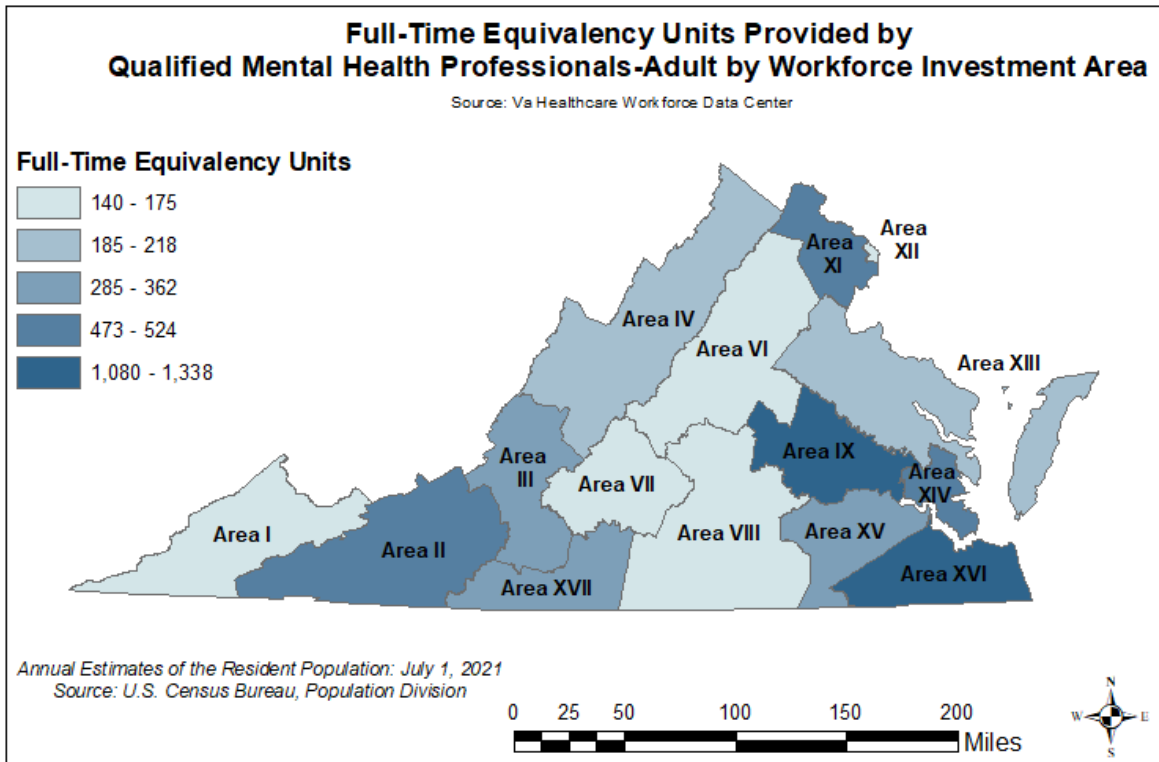 Full-Time Equivalency Units Provided by
Qualified Mental Health Professionals-Adult by Workforce Investment Area
Source: Va Healthcare Workforce Data Center
Full-Time Equivalency Units
140 - 175
185 - 218
285 - 362
473 - 524
1,080 - 1,338
Area
XII
Area
XI
Area IV
Area VI
Area XIII
Area IX
Area
III
Area VII
Area
XIV
Area I
Area II
Area VIII
Area XV
Area XVII
Area XVI
Annual Estimates of the Resident Population: July 1, 2021
Source: U.S. Census Bureau, Population Division
0 25 50 100 150 200
Miles
N
W E
S